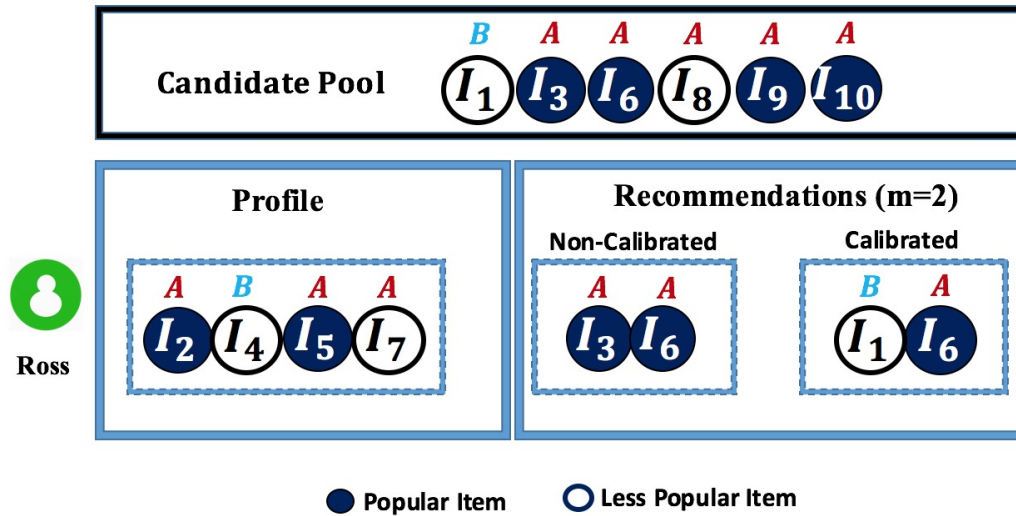 B A A A A A
Candidate Pool I1 I3 I6 I8 I9 I10
Profile
Recommendations (m=2)
Non-Calibrated Calibrated
A B A A
A A
B A
I2 I4 I5 I7
I3 I6
I1 I6
Ross
Popular Item
Less Popular Item